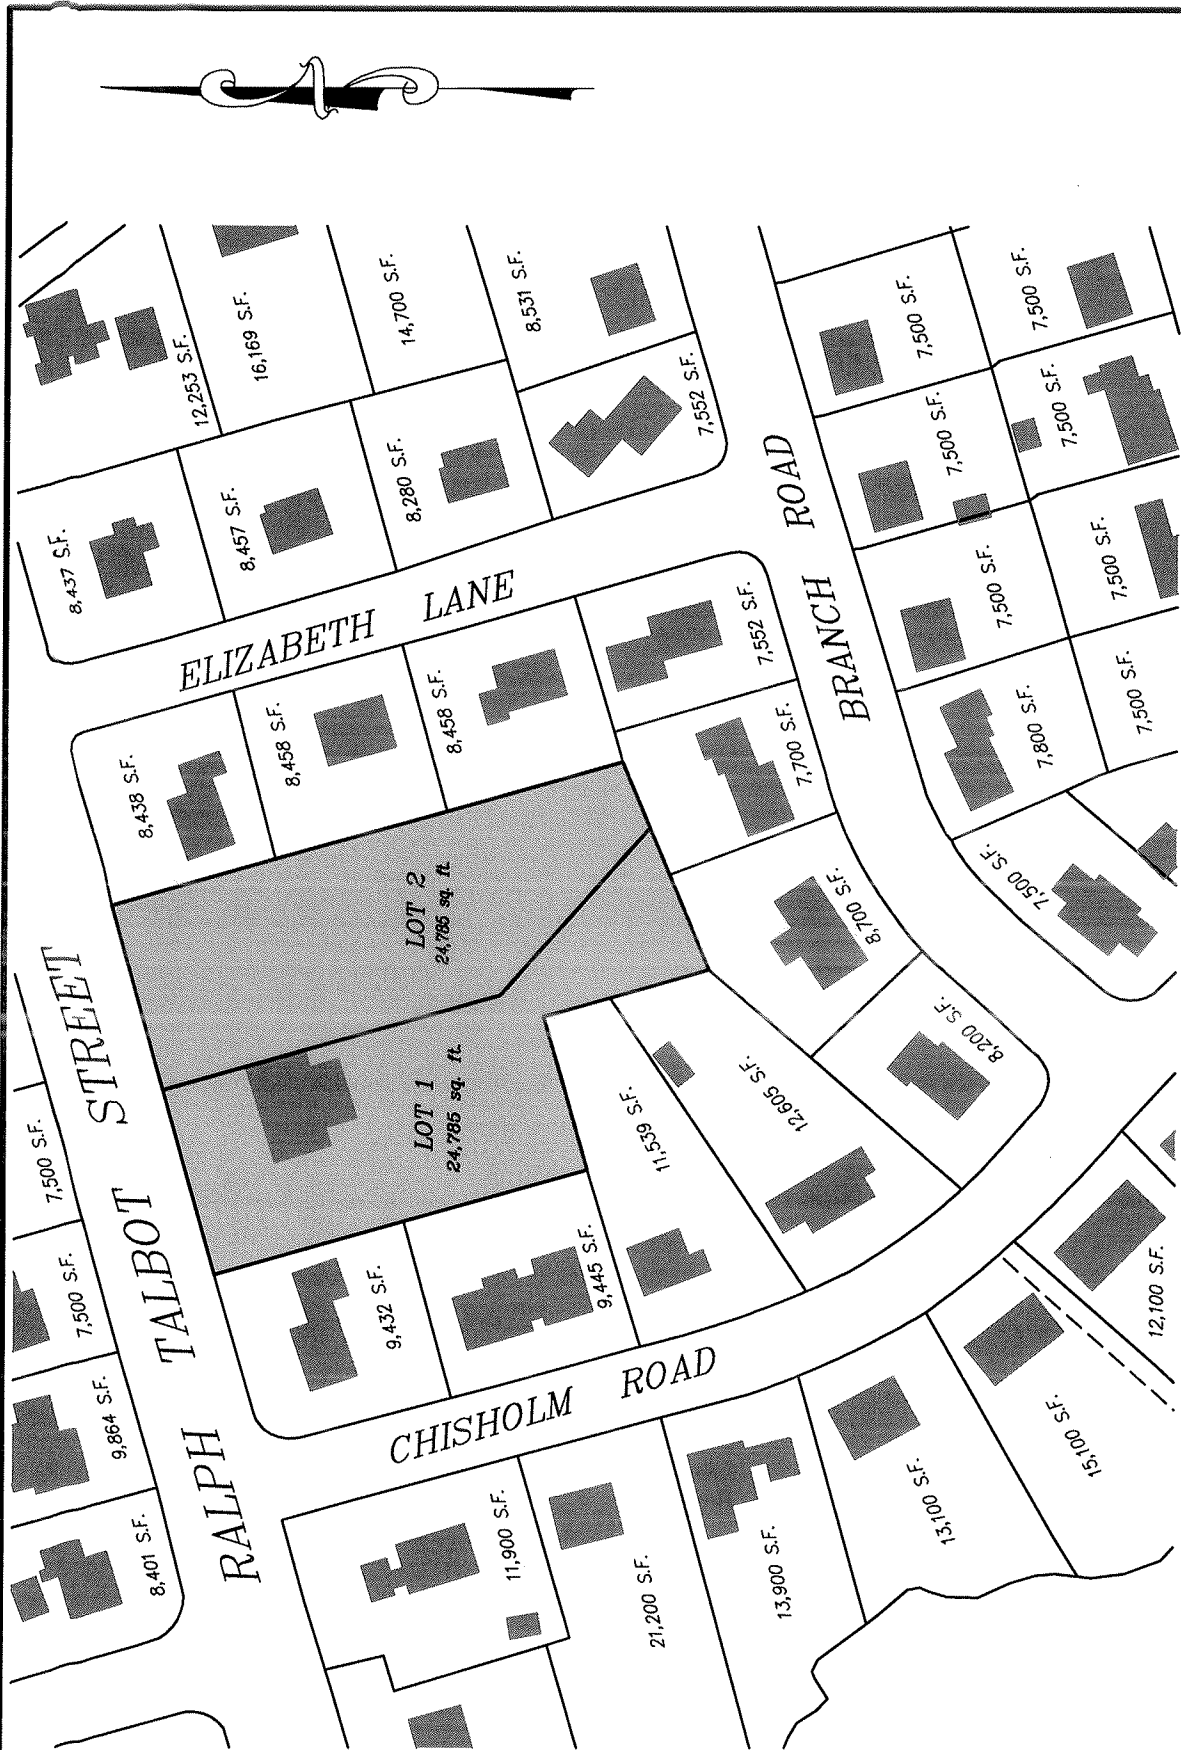 N
RALPH TALBOT STREET
ELIZABETH LANE
BRANCH ROAD
CHISHOLM ROAD
LOT 1
24,785 sq. ft.
LOT 2
24,785 sq. ft.
8,401 S.F.
9,864 S.F.
7,500 S.F.
7,500 S.F.
8,438 S.F.
8,437 S.F.
12,253 S.F.
16,169 S.F.
8,457 S.F.
8,458 S.F.
14,700 S.F.
8,280 S.F.
8,458 S.F.
8,531 S.F.
7,552 S.F.
7,552 S.F.
7,700 S.F.
8,700 S.F.
8,200 S.F.
12,605 S.F.
11,539 S.F.
9,445 S.F.
9,432 S.F.
11,900 S.F.
21,200 S.F.
13,900 S.F.
13,100 S.F.
15,100 S.F.
12,100 S.F.
7,500 S.F.
7,800 S.F.
7,500 S.F.
7,500 S.F.
7,500 S.F.
7,500 S.F.
7,500 S.F.
7,500 S.F.
7,500 S.F.
7,500 S.F.